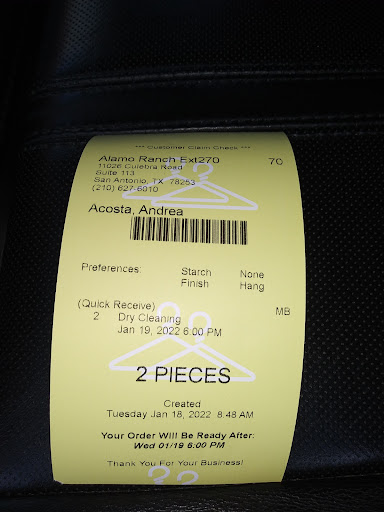 *** Customer Claim Check ***
Alamo Ranch Ext270 70
11026 Culebra Road
Suite 113
San Antonio, TX 78253
(210) 627-6010
Acosta, Andrea
Preferences: Starch None
Finish Hang
(Quick Receive) MB
2 Dry Cleaning
Jan 19, 2022 6:00 PM
2 PIECES
Created
Tuesday Jan 18, 2022 8:48 AM
Your Order Will Be Ready After:
Wed 01/19 6:00 PM
Thank You For Your Business!